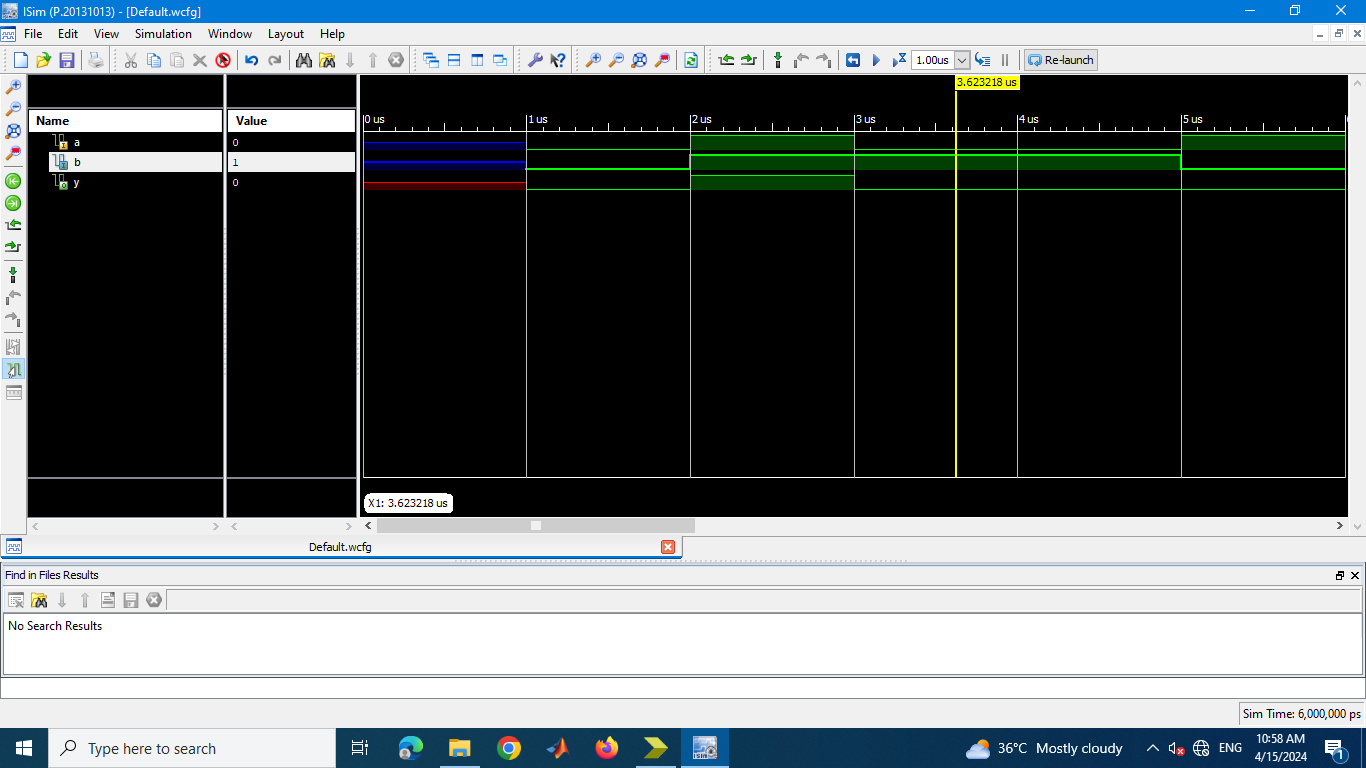 ISim (P.20131013) - [Default.wcfg]
File Edit View Simulation Window Layout Help
1.00us Re-launch
3.623218 us
Name Value
0 us 1 us 2 us 3 us 4 us 5 us
a 0
b 1
y 0
X1: 3.623218 us
Default.wcfg
Find in Files Results
No Search Results
Sim Time: 6,000,000 ps
Type here to search
ISim
36°C Mostly cloudy
ENG
10:58 AM
4/15/2024
1